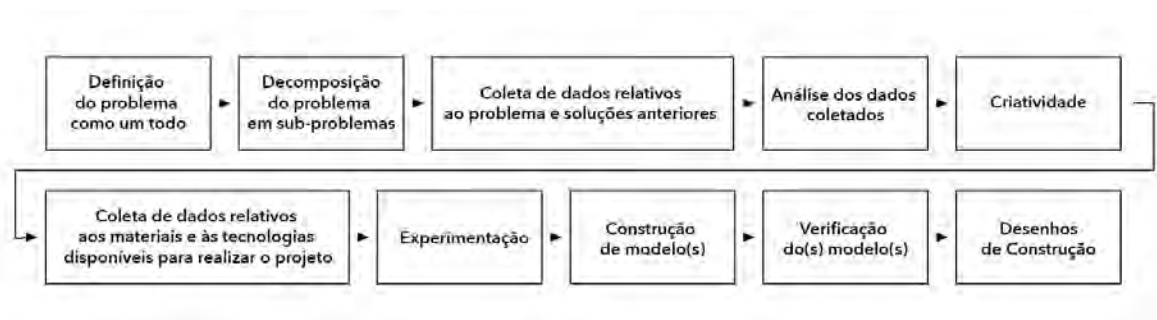 Definição
do problema
como um todo
Decomposição
do problema
em sub-problemas
Coleta de dados relativos
ao problema e soluções anteriores
Análise dos dados
coletados
Criatividade
Coleta de dados relativos
aos materiais e às tecnologias
disponíveis para realizar o projeto
Experimentação
Construção
de modelo(s)
Verificação
do(s) modelo(s)
Desenhos
de Construção